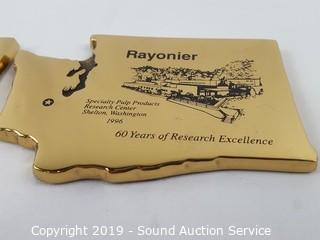 Rayonier
Specialty Pulp Products
Research Center
Shelton, Washington
1996
60 Years of Research Excellence
Copyright 2019 - Sound Auction Service